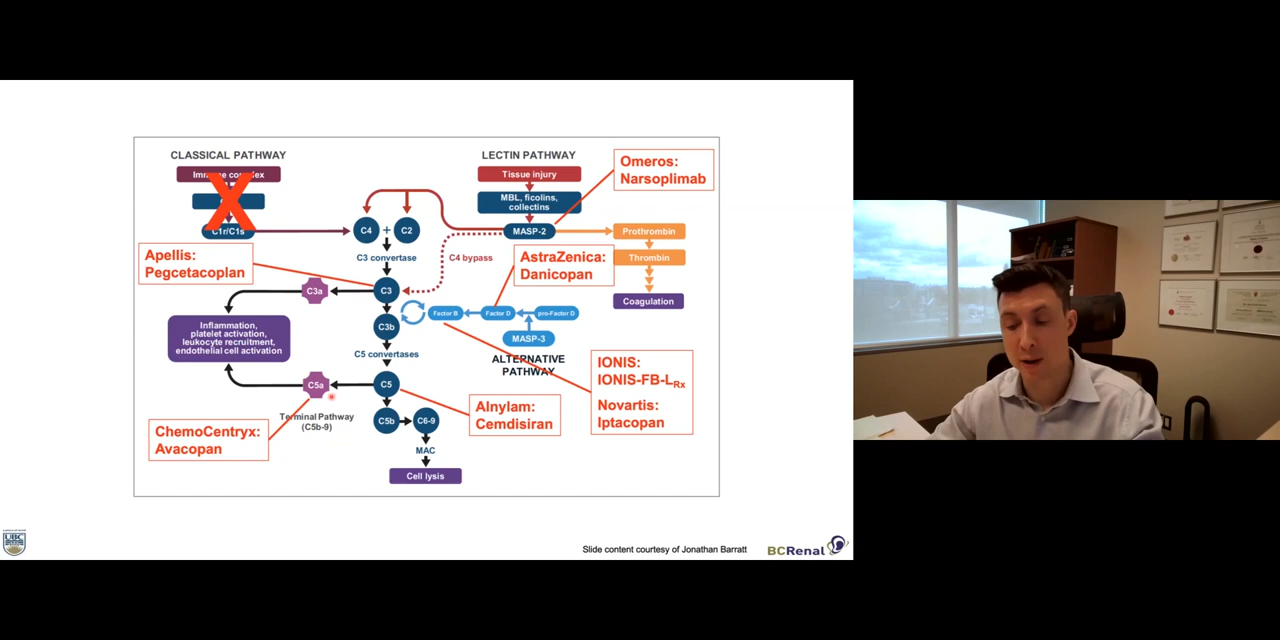 CLASSICAL PATHWAY
Immune complex
C1r/C1s
LECTIN PATHWAY
Tissue injury
MBL, ficolins,
collectins
MASP-2
Omeros:
Narsoplimab
C4
+
C2
C3 convertase
C4 bypass
Prothrombin
Thrombin
Coagulation
Apellis:
Pegcetacoplan
AstraZenica:
Danicopan
C3a
C3
C3b
Factor B
Factor D
pro-Factor D
MASP-3
ALTERNATIVE
PATHWAY
Inflammation,
platelet activation,
leukocyte recruitment,
endothelial cell activation
C5 convertases
IONIS:
IONIS-FB-LRx
Novartis:
Iptacopan
C5a
C5
Terminal Pathway
(C5b-9)
C5b
C6-9
Alnylam:
Cemdisiran
ChemoCentryx:
Avacopan
MAC
Cell lysis
UBC
Slide content courtesy of Jonathan Barratt
BCRenal